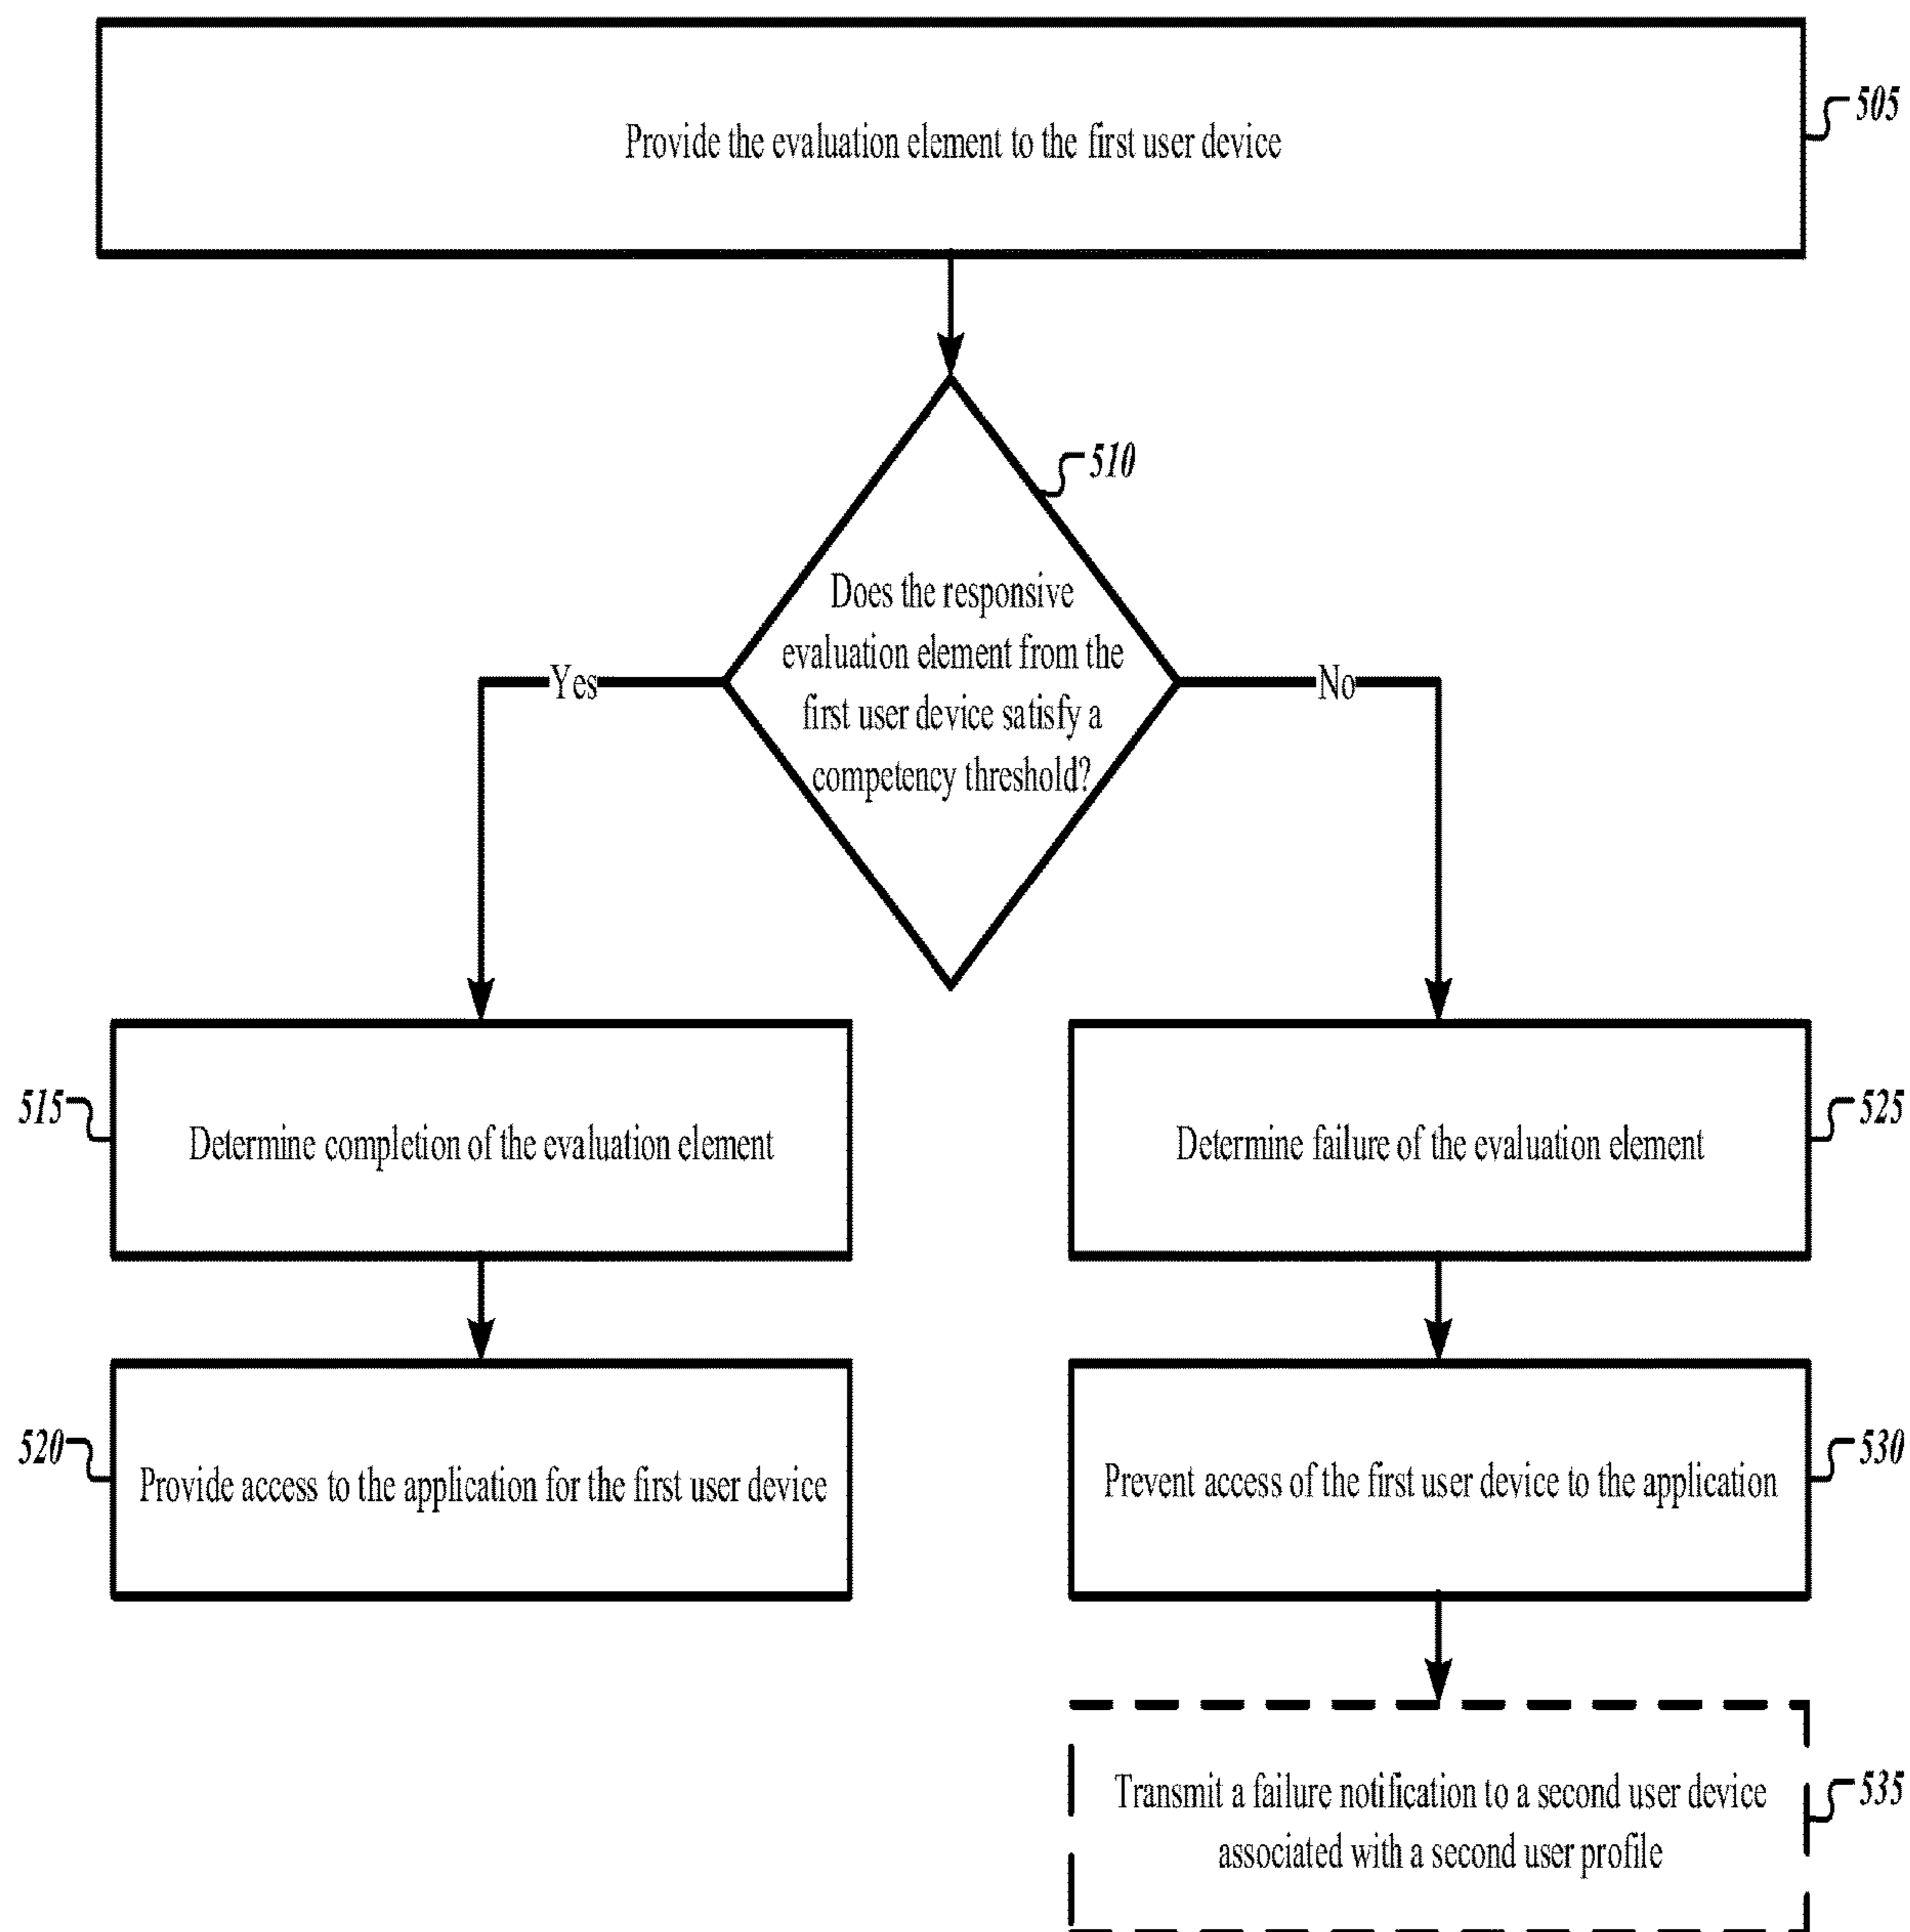 Provide the evaluation element to the first user device
505
510
Does the responsive
evaluation element from the
first user device satisfy a
competency threshold?
Yes
No
515
Determine completion of the evaluation element
Determine failure of the evaluation element
525
520
Provide access to the application for the first user device
Prevent access of the first user device to the application
530
Transmit a failure notification to a second user device
associated with a second user profile
535